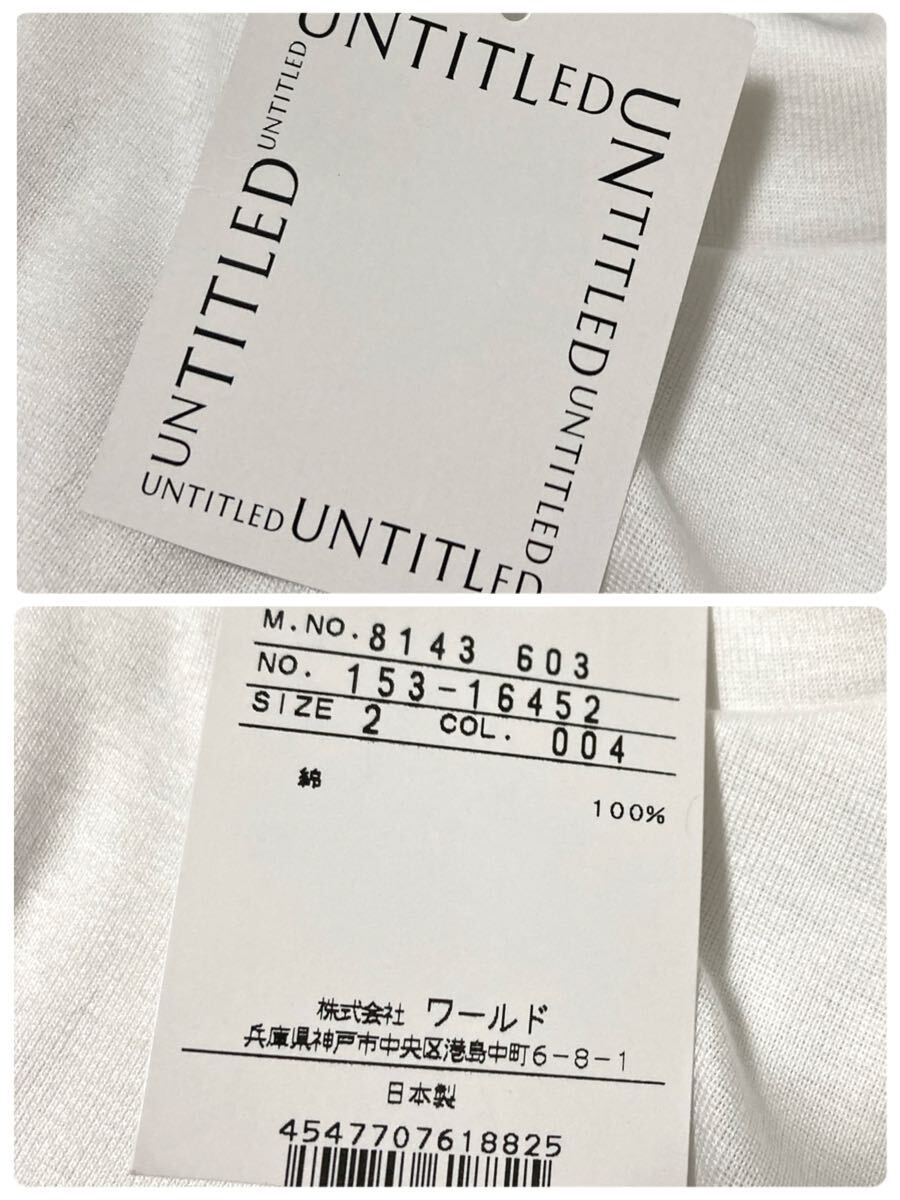 UNTITLED
UNTITLED
UNTITLED
UNTITLED
UNTITLED
UNTITLED
UNTITLED
M.NO. 8143 603
NO. 153-16452
SIZE 2 COL. 004
綿 100%
株式会社 ワールド
兵庫県神戸市中央区港島中町6-8-1
日本製
4547707618825